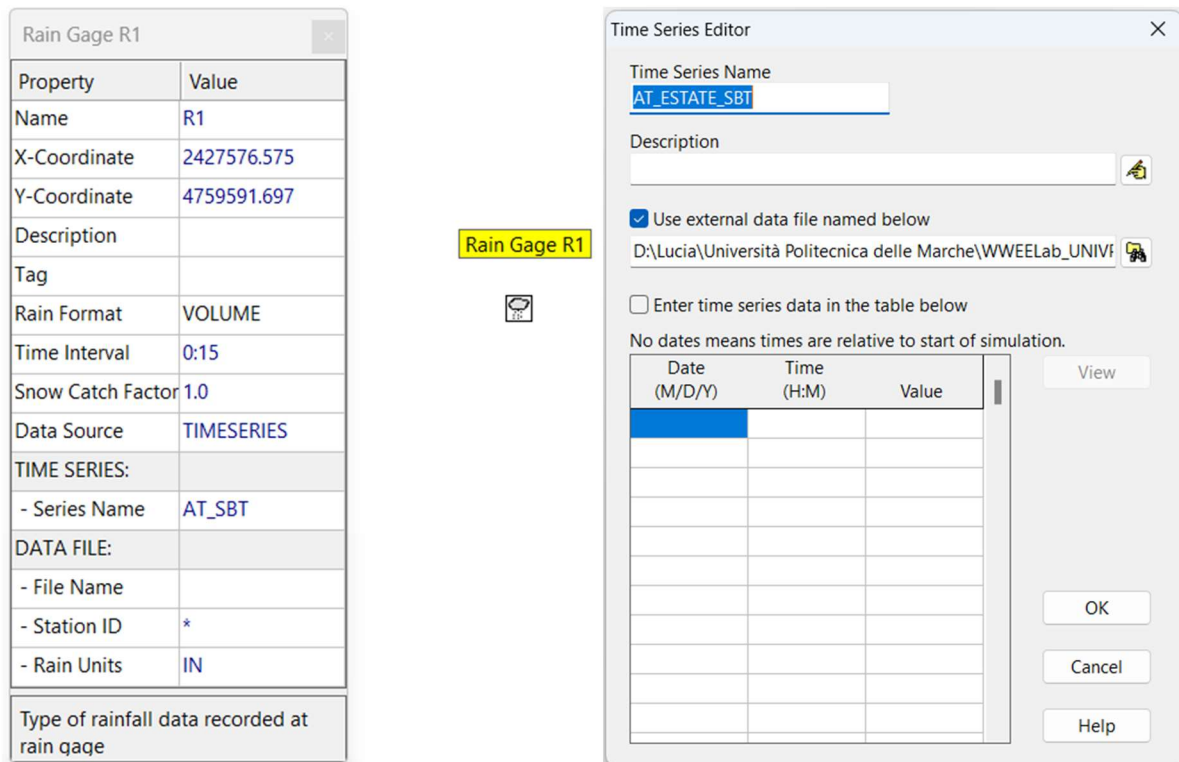 Rain Gage R1
Property Value
Name R1
X-Coordinate 2427576.575
Y-Coordinate 4759591.697
Description
Tag
Rain Format VOLUME
Time Interval 0:15
Snow Catch Factor 1.0
Data Source TIMESERIES
TIME SERIES:
- Series Name AT_SBT
DATA FILE:
- File Name
- Station ID *
- Rain Units IN
Type of rainfall data recorded at
rain gage
Rain Gage R1
Time Series Editor
Time Series Name
AT_ESTATE_SBT
Description
Use external data file named below
D:\Lucia\Università Politecnica delle Marche\WWEELab_UNIVP
Enter time series data in the table below
No dates means times are relative to start of simulation.
Date Time
(M/D/Y) (H:M) Value
View
OK
Cancel
Help